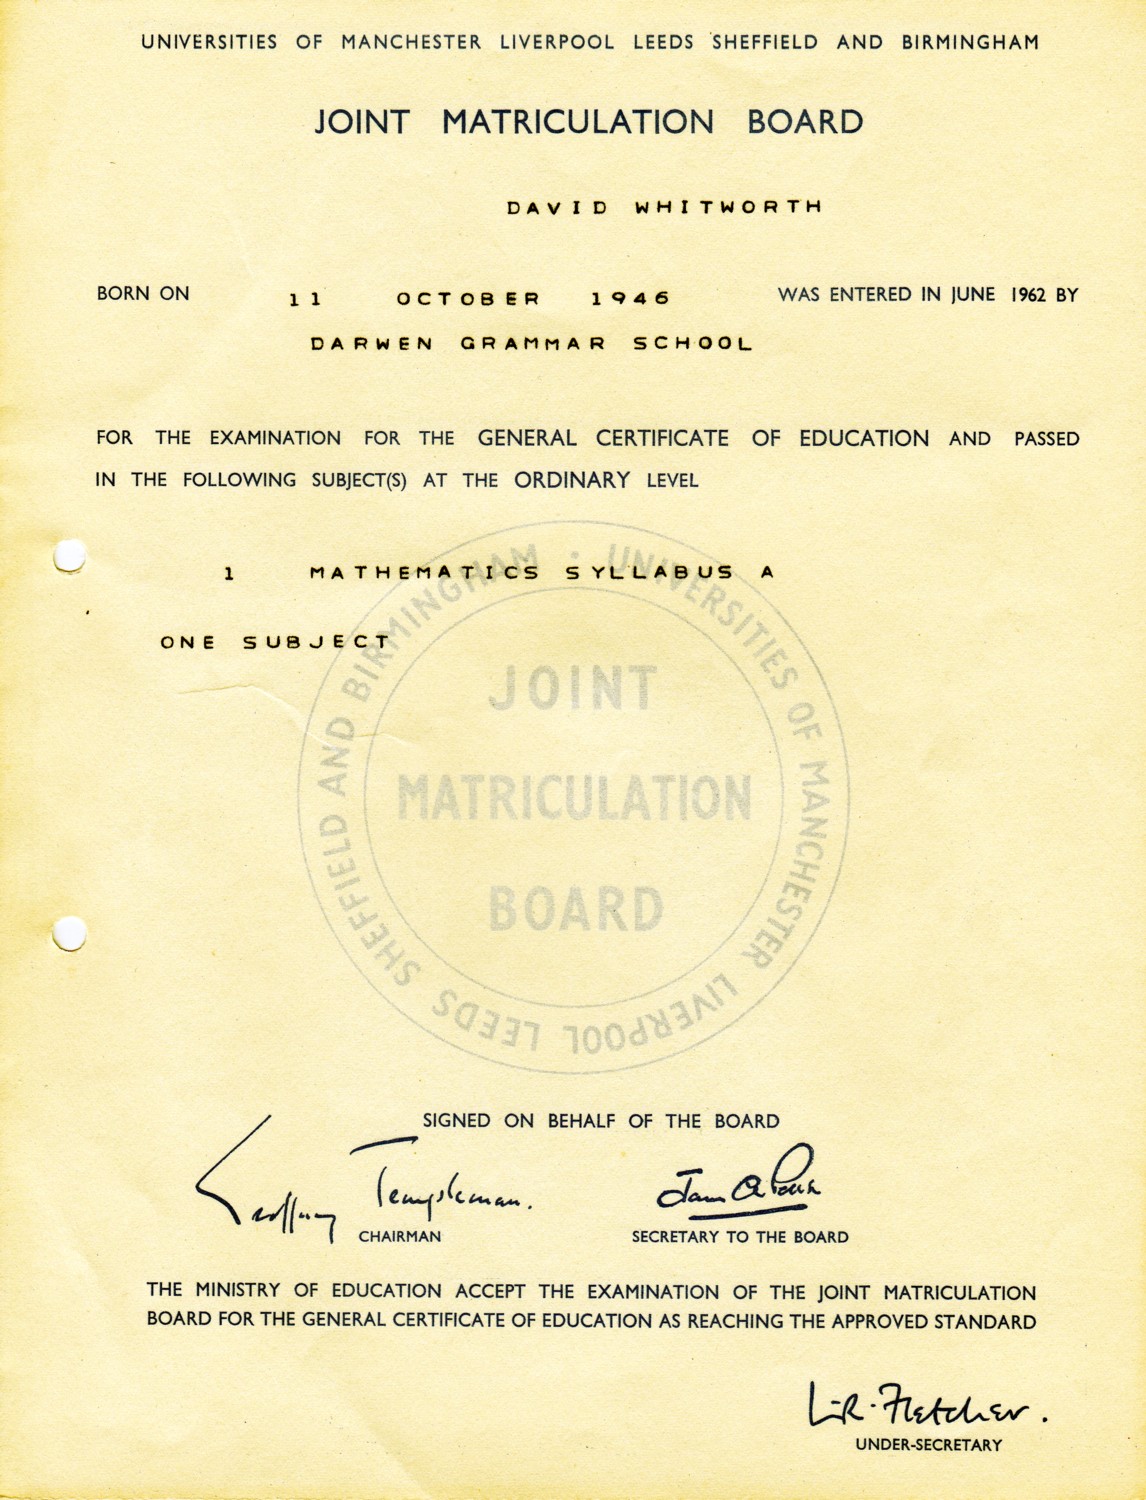 UNIVERSITIES OF MANCHESTER LIVERPOOL LEEDS SHEFFIELD AND BIRMINGHAM
JOINT MATRICULATION BOARD
DAVID WHITWORTH
BORN ON 11 OCTOBER 1946 WAS ENTERED IN JUNE 1962 BY
DARWEN GRAMMAR SCHOOL
FOR THE EXAMINATION FOR THE GENERAL CERTIFICATE OF EDUCATION AND PASSED
IN THE FOLLOWING SUBJECT(S) AT THE ORDINARY LEVEL
1 MATHEMATICS SYLLABUS A
ONE SUBJECT
UNIVERSITIES OF MANCHESTER LIVERPOOL LEEDS SHEFFIELD AND BIRMINGHAM ·
JOINT
MATRICULATION
BOARD
SIGNED ON BEHALF OF THE BOARD
Geoffrey Templeman.
CHAIRMAN
SECRETARY TO THE BOARD
THE MINISTRY OF EDUCATION ACCEPT THE EXAMINATION OF THE JOINT MATRICULATION
BOARD FOR THE GENERAL CERTIFICATE OF EDUCATION AS REACHING THE APPROVED STANDARD
L.R. Fletcher.
UNDER-SECRETARY